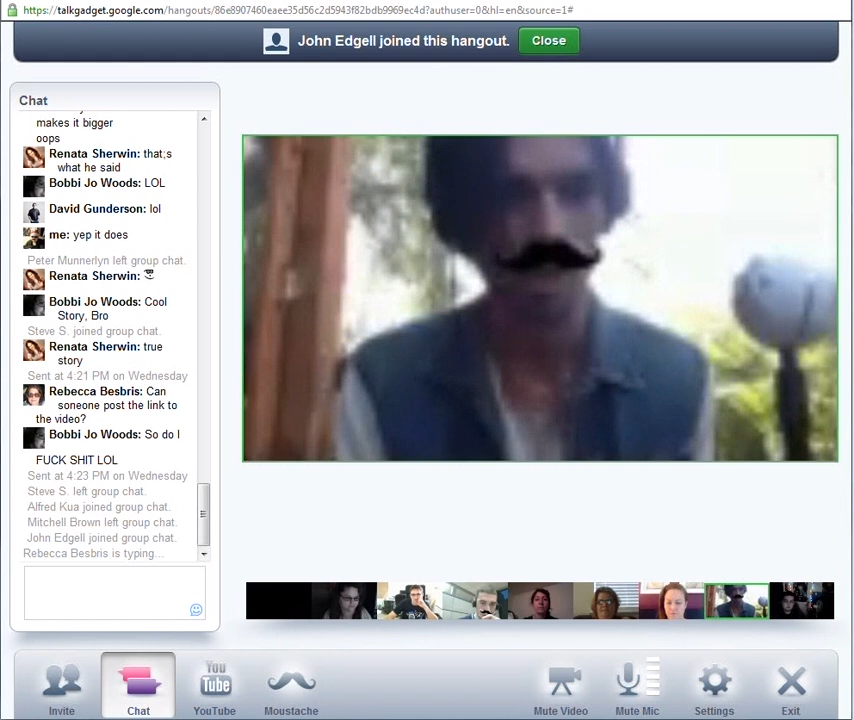 https://talkgadget.google.com/hangouts/86e8907460eaee35d56c2d5943f82bdb9969ec4d?authuser=0&hl=en&source=1#
John Edgell joined this hangout.
Close
Chat
makes it bigger
oops
Renata Sherwin: that;s
what he said
Bobbi Jo Woods: LOL
David Gunderson: lol
me: yep it does
Peter Munnerlyn left group chat.
Renata Sherwin:
Bobbi Jo Woods: Cool
Story, Bro
Steve S. joined group chat.
Renata Sherwin: true
story
Sent at 4:21 PM on Wednesday
Rebecca Besbris: Can
someone post the link to
the video?
Bobbi Jo Woods: So do I
FUCK SHIT LOL
Sent at 4:23 PM on Wednesday
Steve S. left group chat.
Alfred Kua joined group chat.
Mitchell Brown left group chat.
John Edgell joined group chat.
Rebecca Besbris is typing...
You
Tube
Invite
Chat
YouTube
Moustache
Mute Video
Mute Mic
Settings
Exit